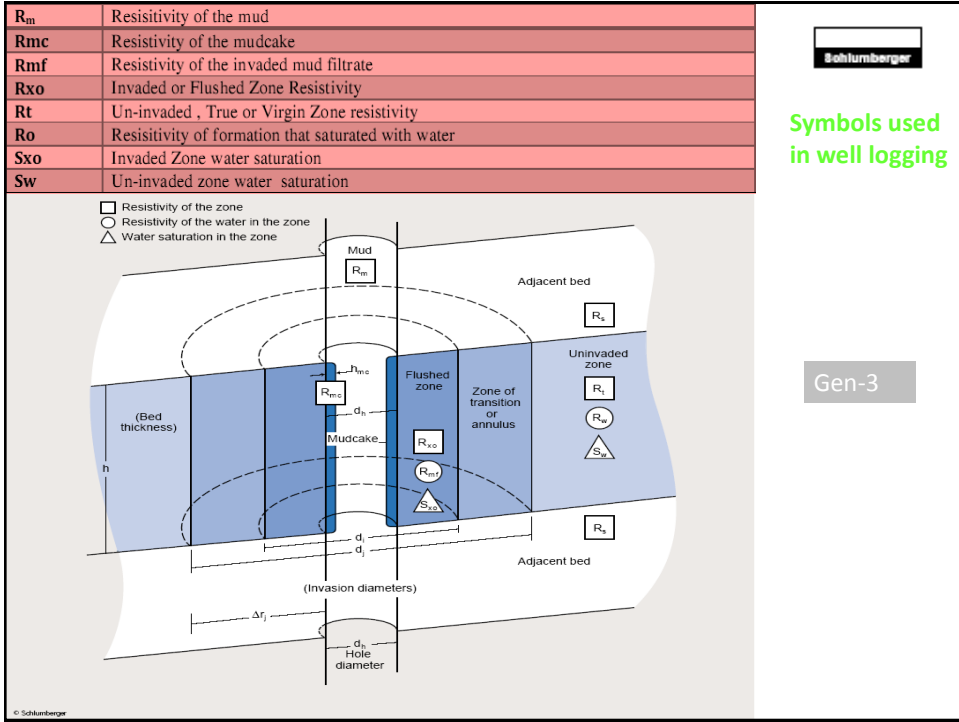 Rm Resisitivity of the mud
Rmc Resistivity of the mudcake
Rmf Resistivity of the invaded mud filtrate
Rxo Invaded or Flushed Zone Resistivity
Rt Un-invaded , True or Virgin Zone resistivity
Ro Resisitivity of formation that saturated with water
Sxo Invaded Zone water saturation
Sw Un-invaded zone water saturation
Schlumberger
Symbols used
in well logging
Gen-3
Resistivity of the zone
Resistivity of the water in the zone
Water saturation in the zone
Mud
Rm
Adjacent bed
Rs
Uninvaded
zone
Rt
Rw
Sw
hmc
Rmc
dh
Mudcake
Flushed
zone
Rxo
Rmf
Sxo
Zone of
transition
or
annulus
(Bed
thickness)
h
Rs
Adjacent bed
di
dj
(Invasion diameters)
Δrj
dh
Hole
diameter
© Schlumberger